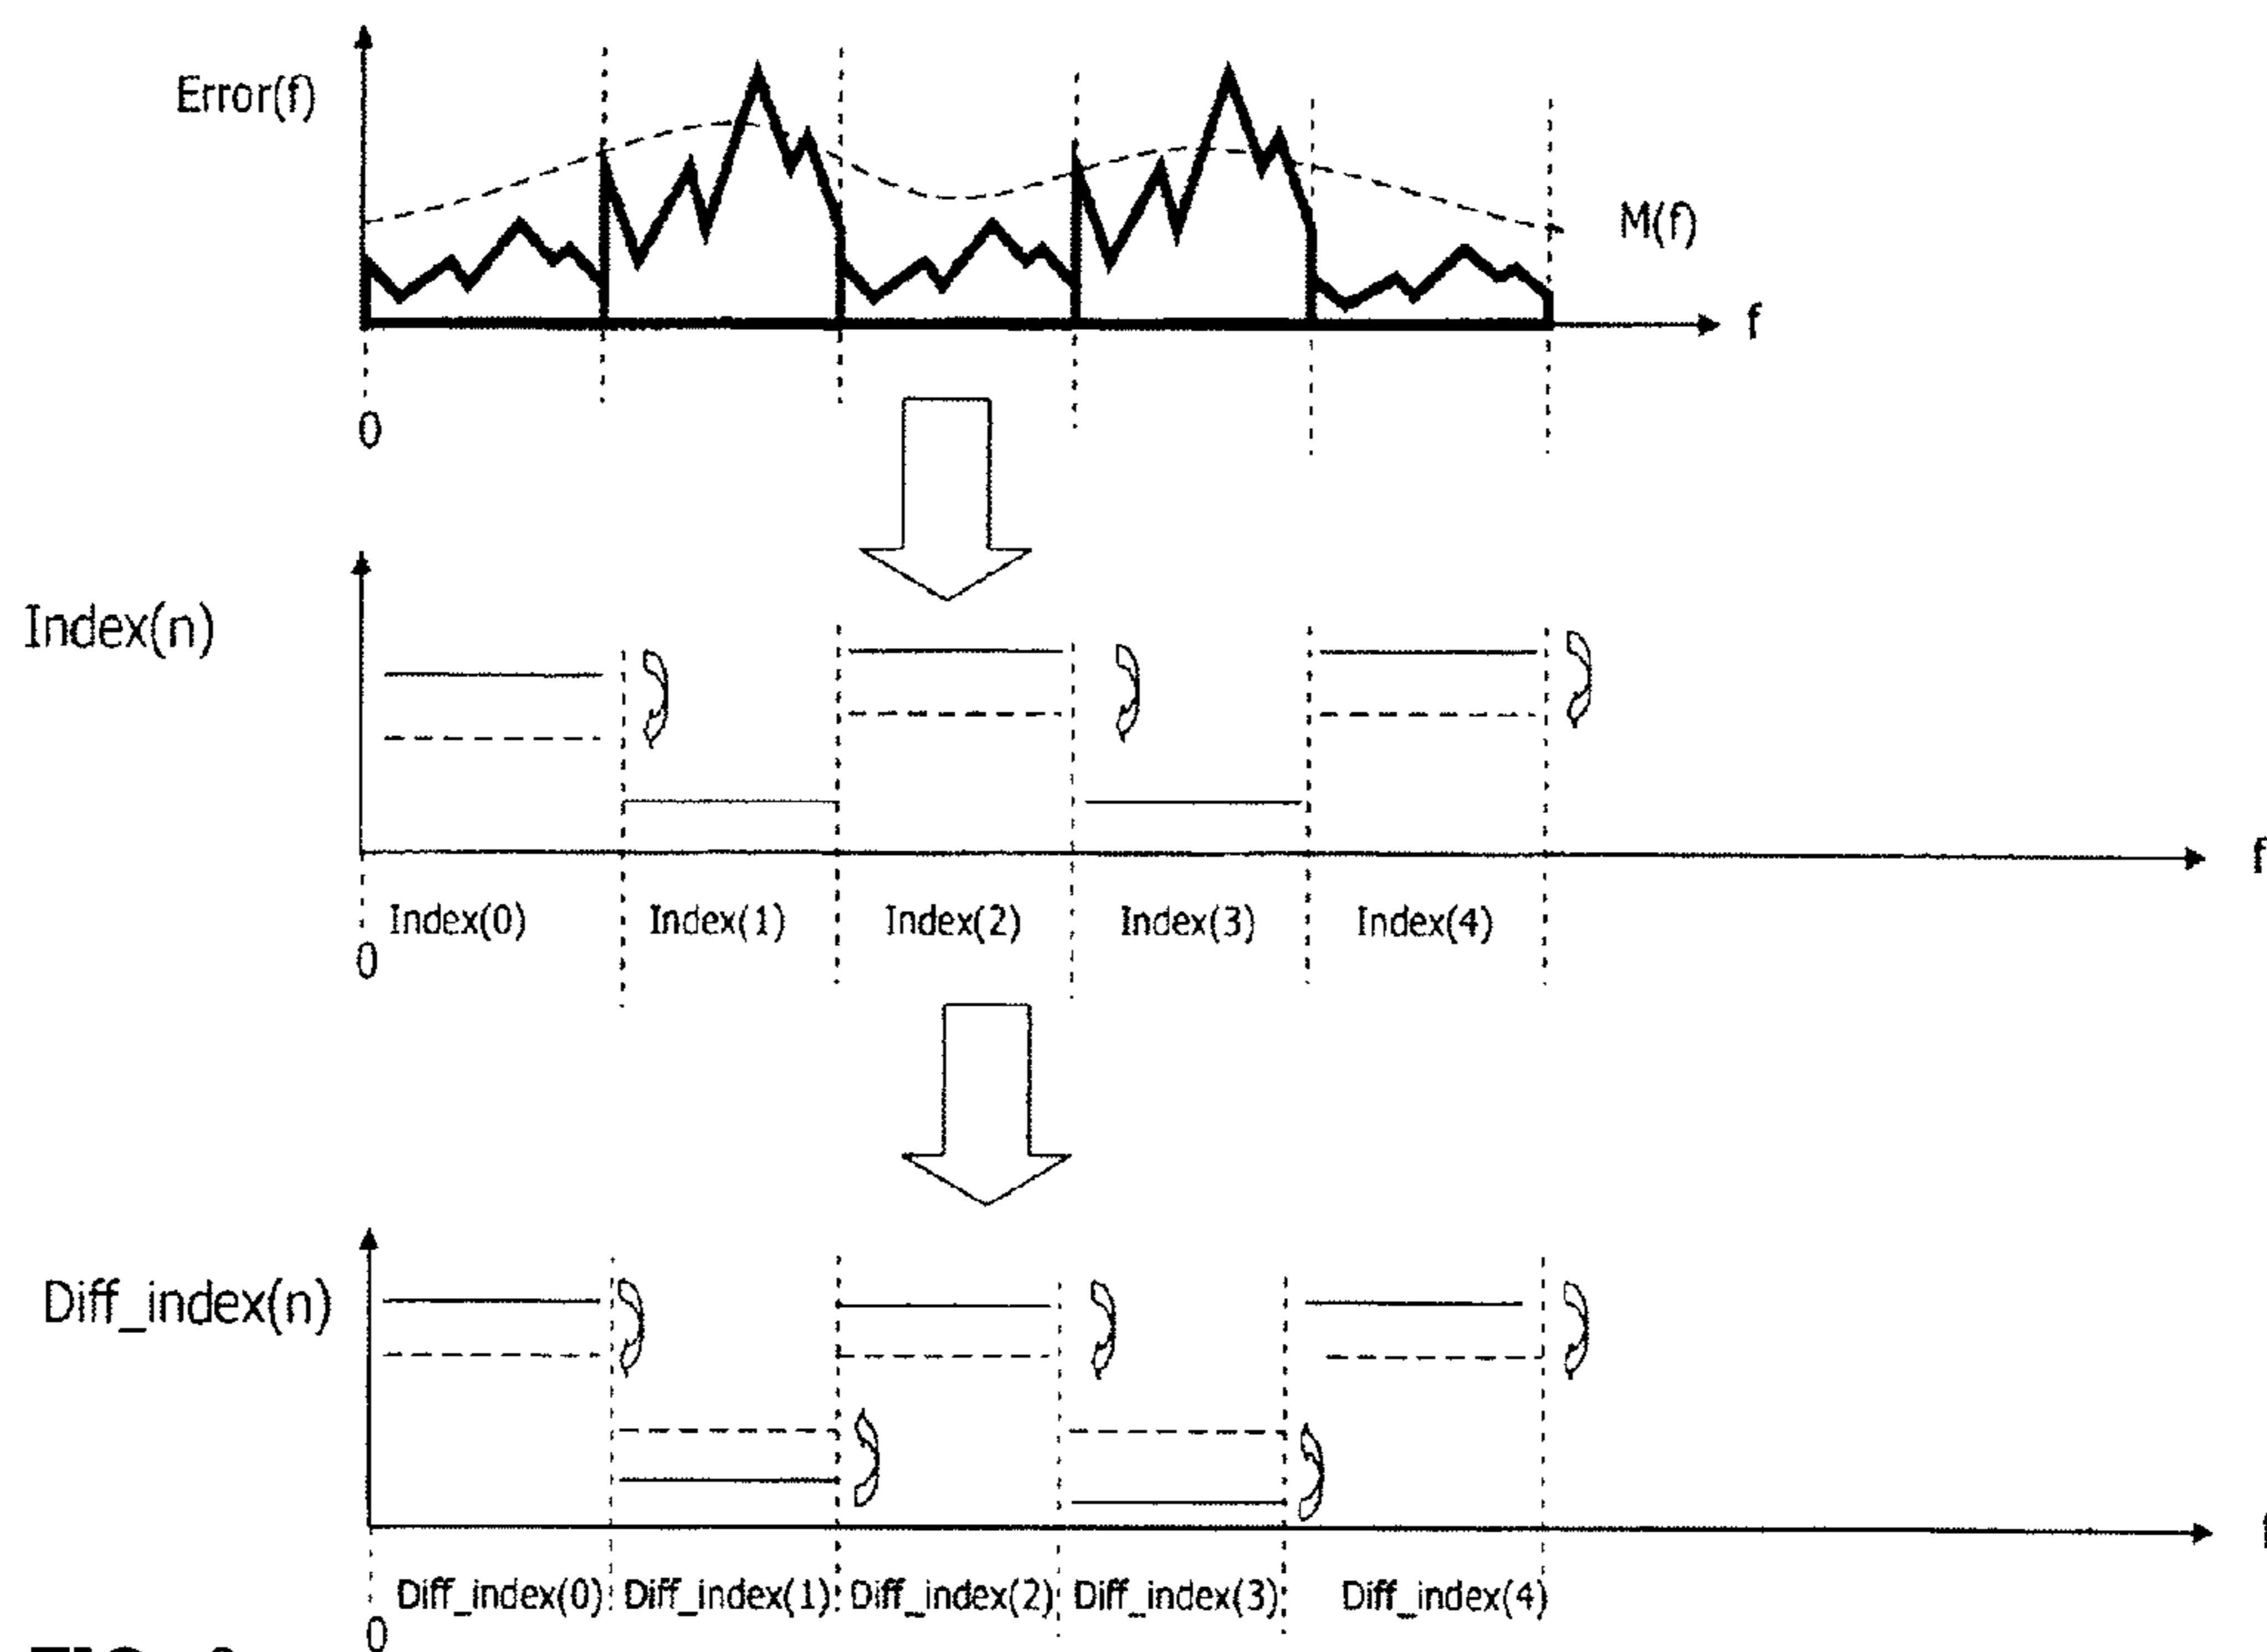 Error(f)
M(f)
f
0
Index(n)
f
Index(0) Index(1) Index(2) Index(3) Index(4)
0
Diff_index(n)
Diff_index(0) Diff_index(1) Diff_index(2) Diff_index(3) Diff_index(4)
0